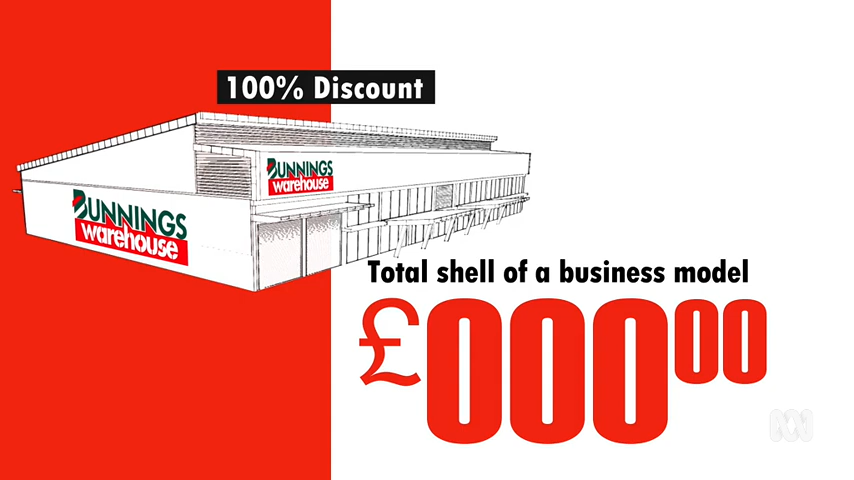 100% Discount
BUNNINGS
warehouse
BUNNINGS
warehouse
Total shell of a business model
£00000